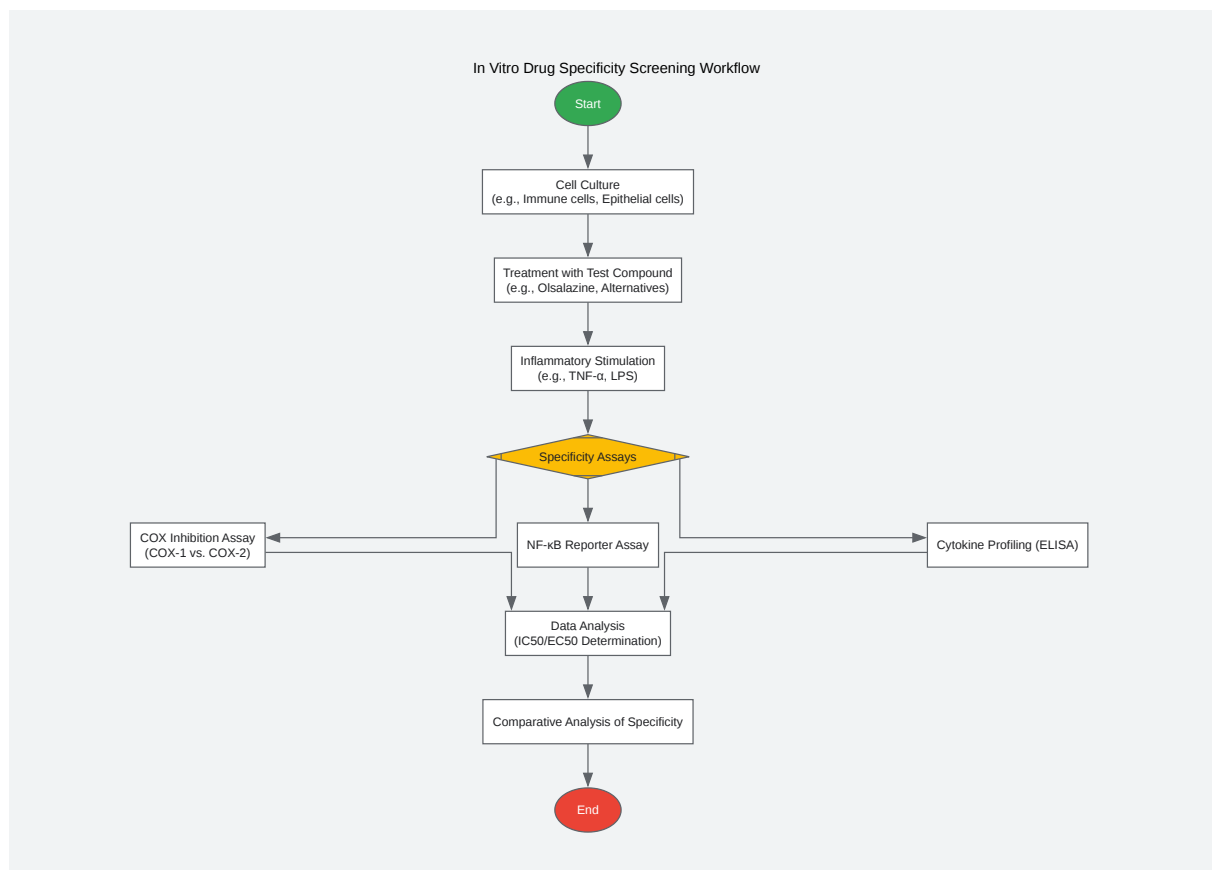 In Vitro Drug Specificity Screening Workflow
Start
Cell Culture
(e.g., Immune cells, Epithelial cells)
Treatment with Test Compound
(e.g., Olsalazine, Alternatives)
Inflammatory Stimulation
(e.g., TNF-α, LPS)
Specificity Assays
COX Inhibition Assay
(COX-1 vs. COX-2)
NF-κB Reporter Assay
Cytokine Profiling (ELISA)
Data Analysis
(IC50/EC50 Determination)
Comparative Analysis of Specificity
End